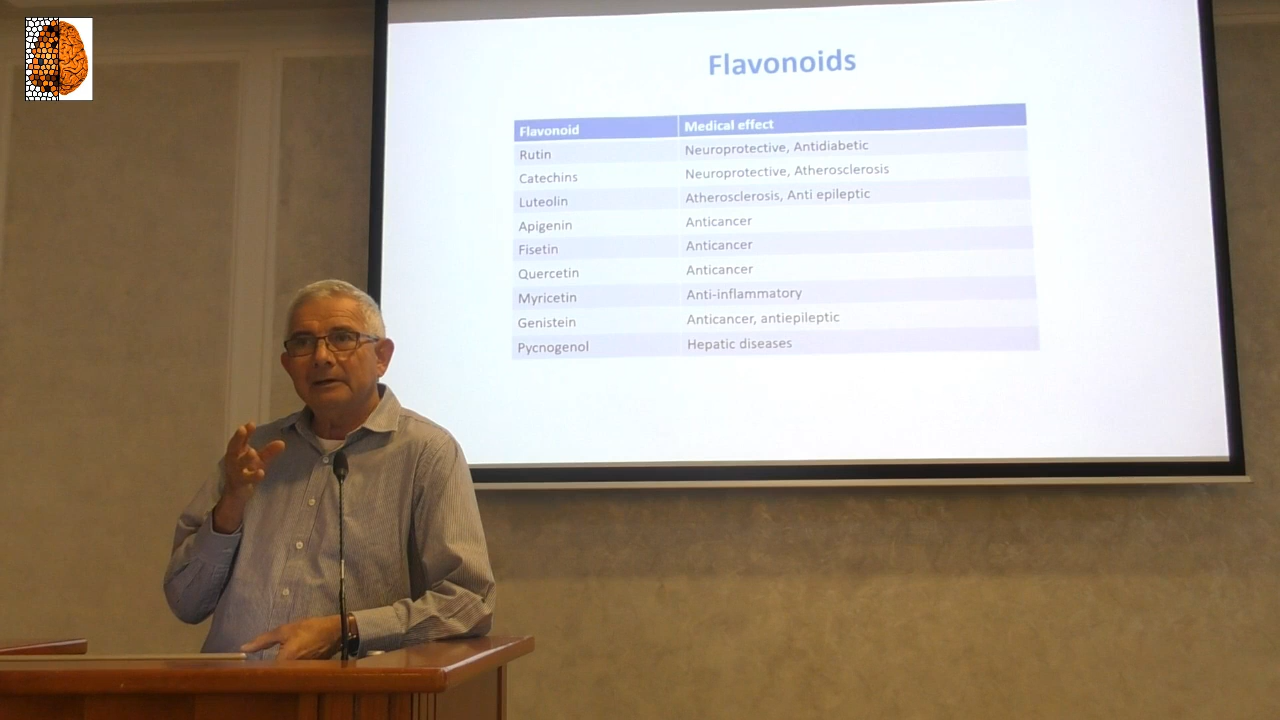 Flavonoids
Flavonoid Medical effect
Rutin Neuroprotective, Antidiabetic
Catechins Neuroprotective, Atherosclerosis
Luteolin Atherosclerosis, Anti epileptic
Apigenin Anticancer
Fisetin Anticancer
Quercetin Anticancer
Myricetin Anti-inflammatory
Genistein Anticancer, antiepileptic
Pycnogenol Hepatic diseases